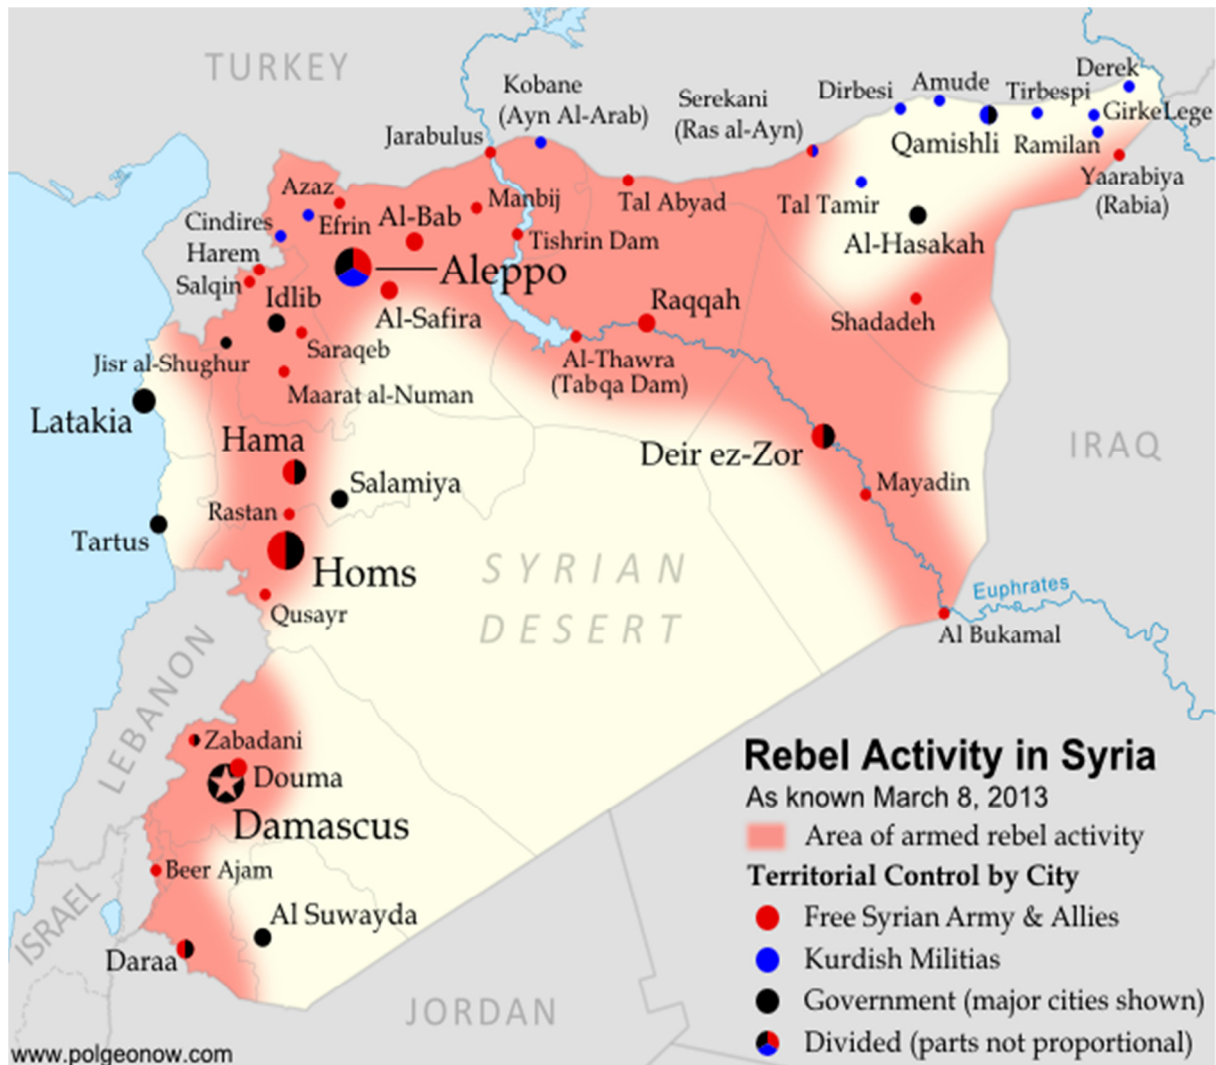 TURKEY
Kobane
(Ayn Al-Arab)
Jarabulus
Serekani
(Ras al-Ayn)
Dirbesi
Amude
Tirbespi
Derek
GirkeLege
Qamishli
Ramilan
Yaarabiya
(Rabia)
Azaz
Efrin
Cindires
Harem
Salqin
Al-Bab
Manbij
Tal Abyad
Tal Tamir
Tishrin Dam
Al-Hasakah
Aleppo
Idlib
Al-Safira
Raqqah
Shadadeh
Saraqeb
Jisr al-Shughur
Al-Thawra
(Tabqa Dam)
Maarat al-Numan
Latakia
Hama
Deir ez-Zor
IRAQ
Salamiya
Mayadin
Rastan
Tartus
Homs
SYRIAN
DESERT
Euphrates
Qusayr
Al Bukamal
LEBANON
Zabadani
Douma
Damascus
Beer Ajam
ISRAEL
Al Suwayda
Daraa
JORDAN
Rebel Activity in Syria
As known March 8, 2013
Area of armed rebel activity
Territorial Control by City
Free Syrian Army & Allies
Kurdish Militias
Government (major cities shown)
Divided (parts not proportional)
www.polgeonow.com